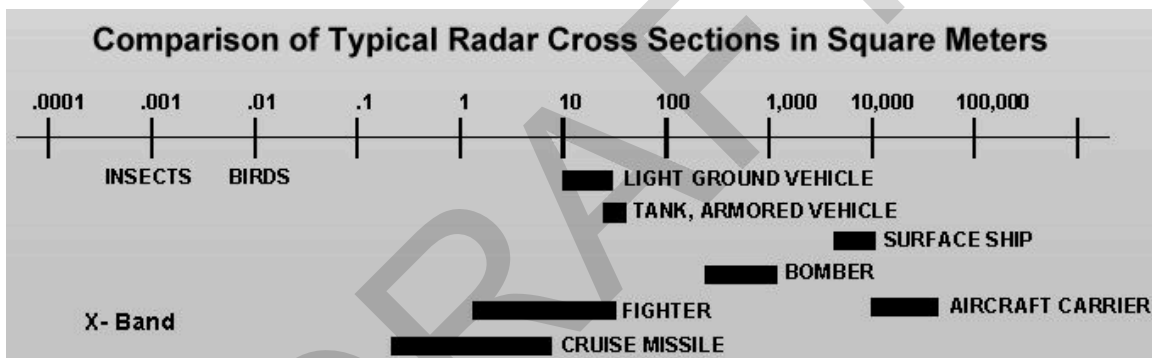 Comparison of Typical Radar Cross Sections in Square Meters
.0001 .001 .01 .1 1 10 100 1,000 10,000 100,000
INSECTS BIRDS LIGHT GROUND VEHICLE
TANK, ARMORED VEHICLE
SURFACE SHIP
BOMBER
AIRCRAFT CARRIER
FIGHTER
X- Band
CRUISE MISSILE
DRAFT